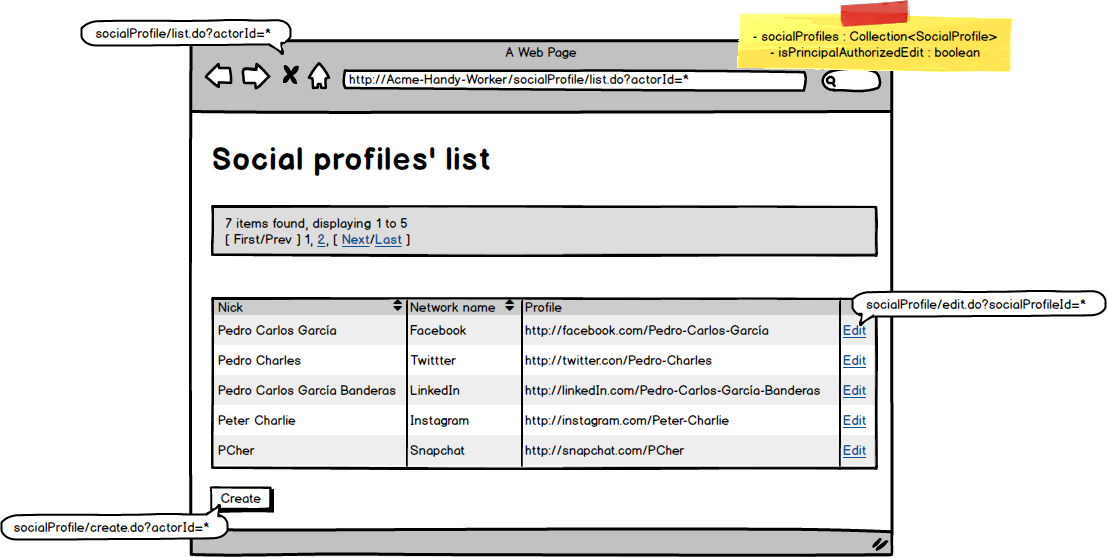 socialProfile/list.do?actorId=*
- socialProfiles : Collection<SocialProfile>
- isPrincipalAuthorizedEdit : boolean
A Web Page
http://Acme-Handy-Worker/socialProfile/list.do?actorId=*
Social profiles' list
7 items found, displaying 1 to 5
[ First/Prev ] 1, 2, [ Next/Last ]
Nick Network name Profile
socialProfile/edit.do?socialProfileId=*
Pedro Carlos García Facebook http://facebook.com/Pedro-Carlos-García Edit
Pedro Charles Twittter http://twitter.con/Pedro-Charles Edit
Pedro Carlos García Banderas LinkedIn http://linkedIn.com/Pedro-Carlos-García-Banderas Edit
Peter Charlie Instagram http://instagram.com/Peter-Charlie Edit
PCher Snapchat http://snapchat.com/PCher Edit
Create
socialProfile/create.do?actorId=*